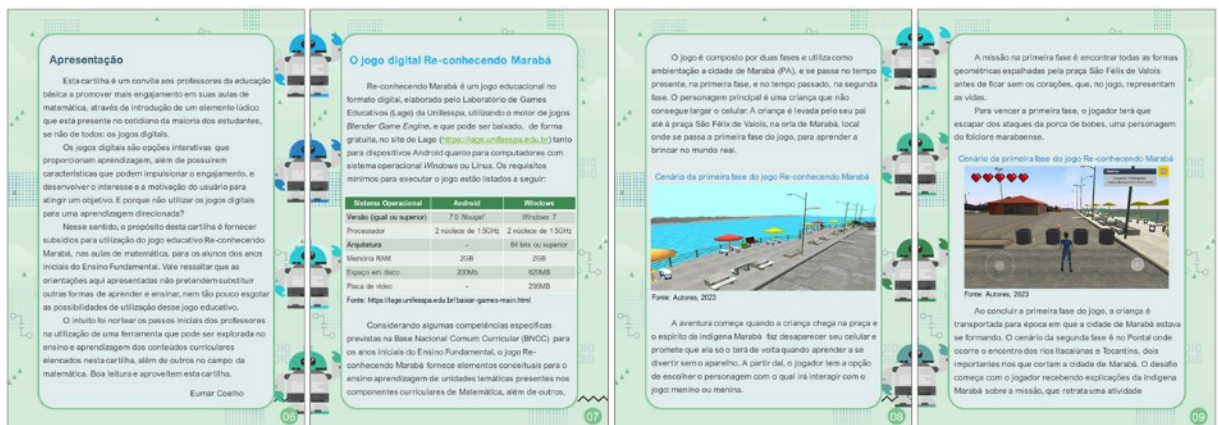 Apresentação
Esta cartilha é um convite aos professores da educação
básica a promover mais engajamento em suas aulas de
matemática, através da introdução de um elemento lúdico
que está presente no cotidiano da maioria dos estudantes,
se não de todos: os jogos digitais.
Os jogos digitais são opções interativas que
proporcionam aprendizagem, além de possuírem
características que podem impulsionar o engajamento, e
desenvolver o interesse e a motivação do usuário para
atingir um objetivo. E porque não utilizar os jogos digitais
para uma aprendizagem direcionada?
Nesse sentido, o propósito desta cartilha é fornecer
subsídios para utilização do jogo educativo Re-conhecendo
Marabá, nas aulas de matemática, para os alunos dos anos
iniciais do Ensino Fundamental. Vale ressaltar que as
orientações aqui apresentadas não pretendem substituir
outras formas de aprender e ensinar, nem tão pouco esgotar
as possibilidades de utilização desse jogo educativo.
O intuito foi nortear os passos iniciais dos professores
na utilização de uma ferramenta que pode ser explorada no
ensino e aprendizagem dos conteúdos curriculares
elencados nesta cartilha, além de outros no campo da
matemática. Boa leitura e aproveitem esta cartilha.
Eumar Coelho
06
O jogo digital Re-conhecendo Marabá
Re-conhecendo Marabá é um jogo educacional no
formato digital, elaborado pelo Laboratório de Games
Educativos (Lage) da Unifesspa, utilizando o motor de jogos
Blender Game Engine, e que pode ser baixado, de forma
gratuita, no site do Lage (https://lage.unifesspa.edu.br) tanto
para dispositivos Android quanto para computadores com
sistema operacional Windows ou Linux. Os requisitos
mínimos para executar o jogo estão listados a seguir:
Sistema Operacional Android Windows
Versão (igual ou superior) 7.0 'Nougat' Windows 7
Processador 2 núcleos de 1.5GHz 2 núcleos de 1.5GHz
Arquitetura - 64 bits ou superior
Memória RAM 2GB 2GB
Espaço em disco 200Mb 620MB
Placa de vídeo - 256MB
Fonte: https://lage.unifesspa.edu.br/baixar-games-main.html
Considerando algumas competências específicas
previstas na Base Nacional Comum Curricular (BNCC) para
os anos iniciais do Ensino Fundamental, o jogo Re-
conhecendo Marabá fornece elementos conceituais para o
ensino aprendizagem de unidades temáticas presentes nos
componentes curriculares de Matemática, além de outros.
07
O jogo é composto por duas fases e utiliza como
ambientação a cidade de Marabá (PA), e se passa no tempo
presente, na primeira fase, e no tempo passado, na segunda
fase. O personagem principal é uma criança que não
consegue largar o celular. A criança é levada pelo seu pai
até a praça São Félix de Valois, na orla de Marabá, local
onde se passa a primeira fase do jogo, para aprender a
brincar no mundo real.
Cenário da primeira fase do jogo Re-conhecendo Marabá
Fonte: Autores, 2023
A aventura começa quando a criança chega na praça e
o espírito da indígena Marabá faz desaparecer seu celular e
promete que ela só o terá de volta quando aprender a se
divertir sem o aparelho. A partir daí, o jogador tem a opção
de escolher o personagem com o qual irá interagir com o
jogo: menino ou menina.
08
A missão na primeira fase é encontrar todas as formas
geométricas espalhadas pela praça São Félix de Valois
antes de ficar sem os corações, que, no jogo, representam
as vidas.
Para vencer a primeira fase, o jogador terá que
escapar dos ataques da porca de bobes, uma personagem
do folclore marabaense.
Cenário da primeira fase do jogo Re-conhecendo Marabá
Fonte: Autores, 2023
Ao concluir a primeira fase do jogo, a criança é
transportada para época em que a cidade de Marabá estava
se formando. O cenário da segunda fase é no Pontal onde
ocorre o encontro dos rios Itacaiúnas e Tocantins, dois
importantes rios que cortam a cidade de Marabá. O desafio
começa com o jogador recebendo explicações da indígena
Marabá sobre a missão, que retrata uma atividade
09